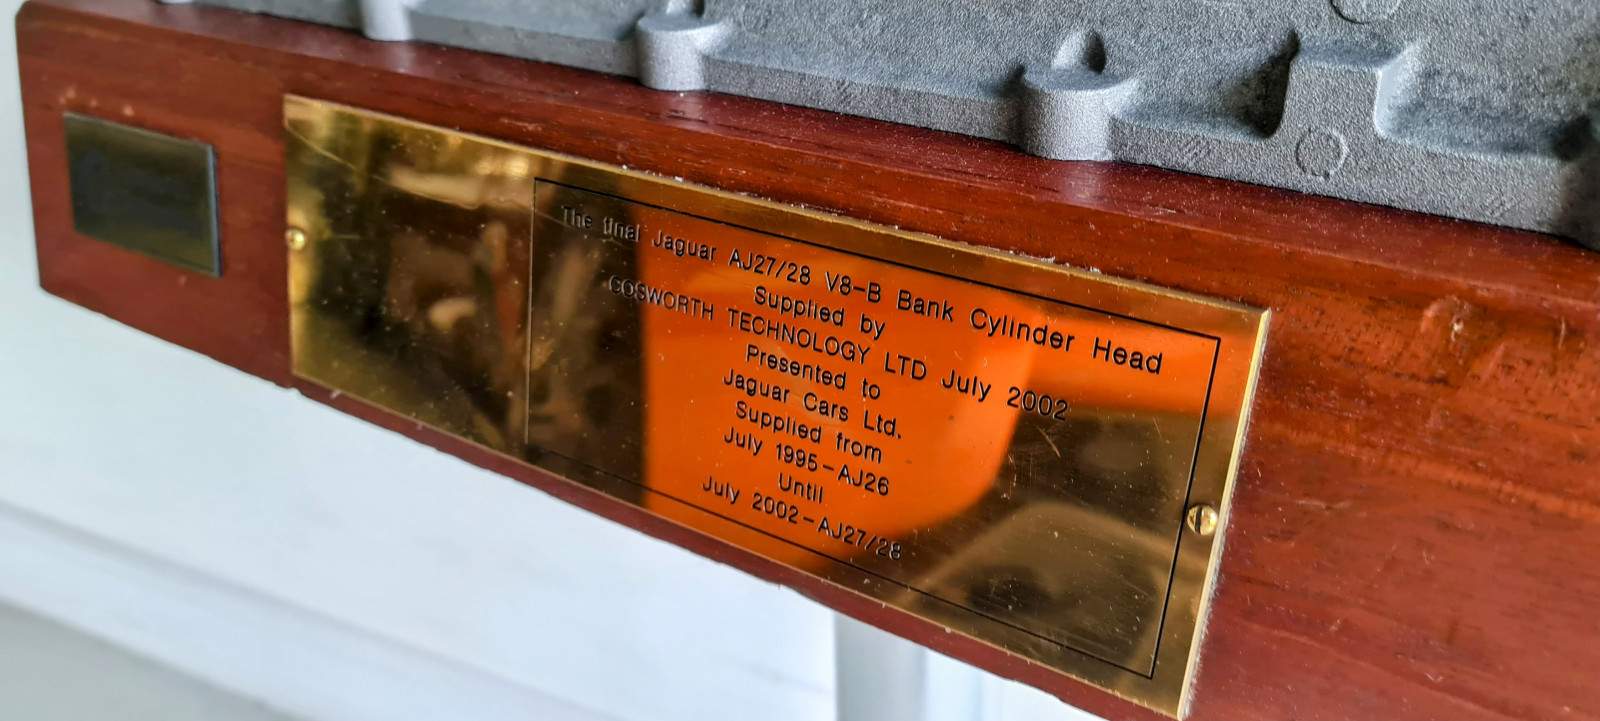 The final Jaguar AJ27/28 V8-B Bank Cylinder Head
Supplied by
COSWORTH TECHNOLOGY LTD July 2002
Presented to
Jaguar Cars Ltd.
Supplied from
July 1995-AJ26
Until
July 2002-AJ27/28